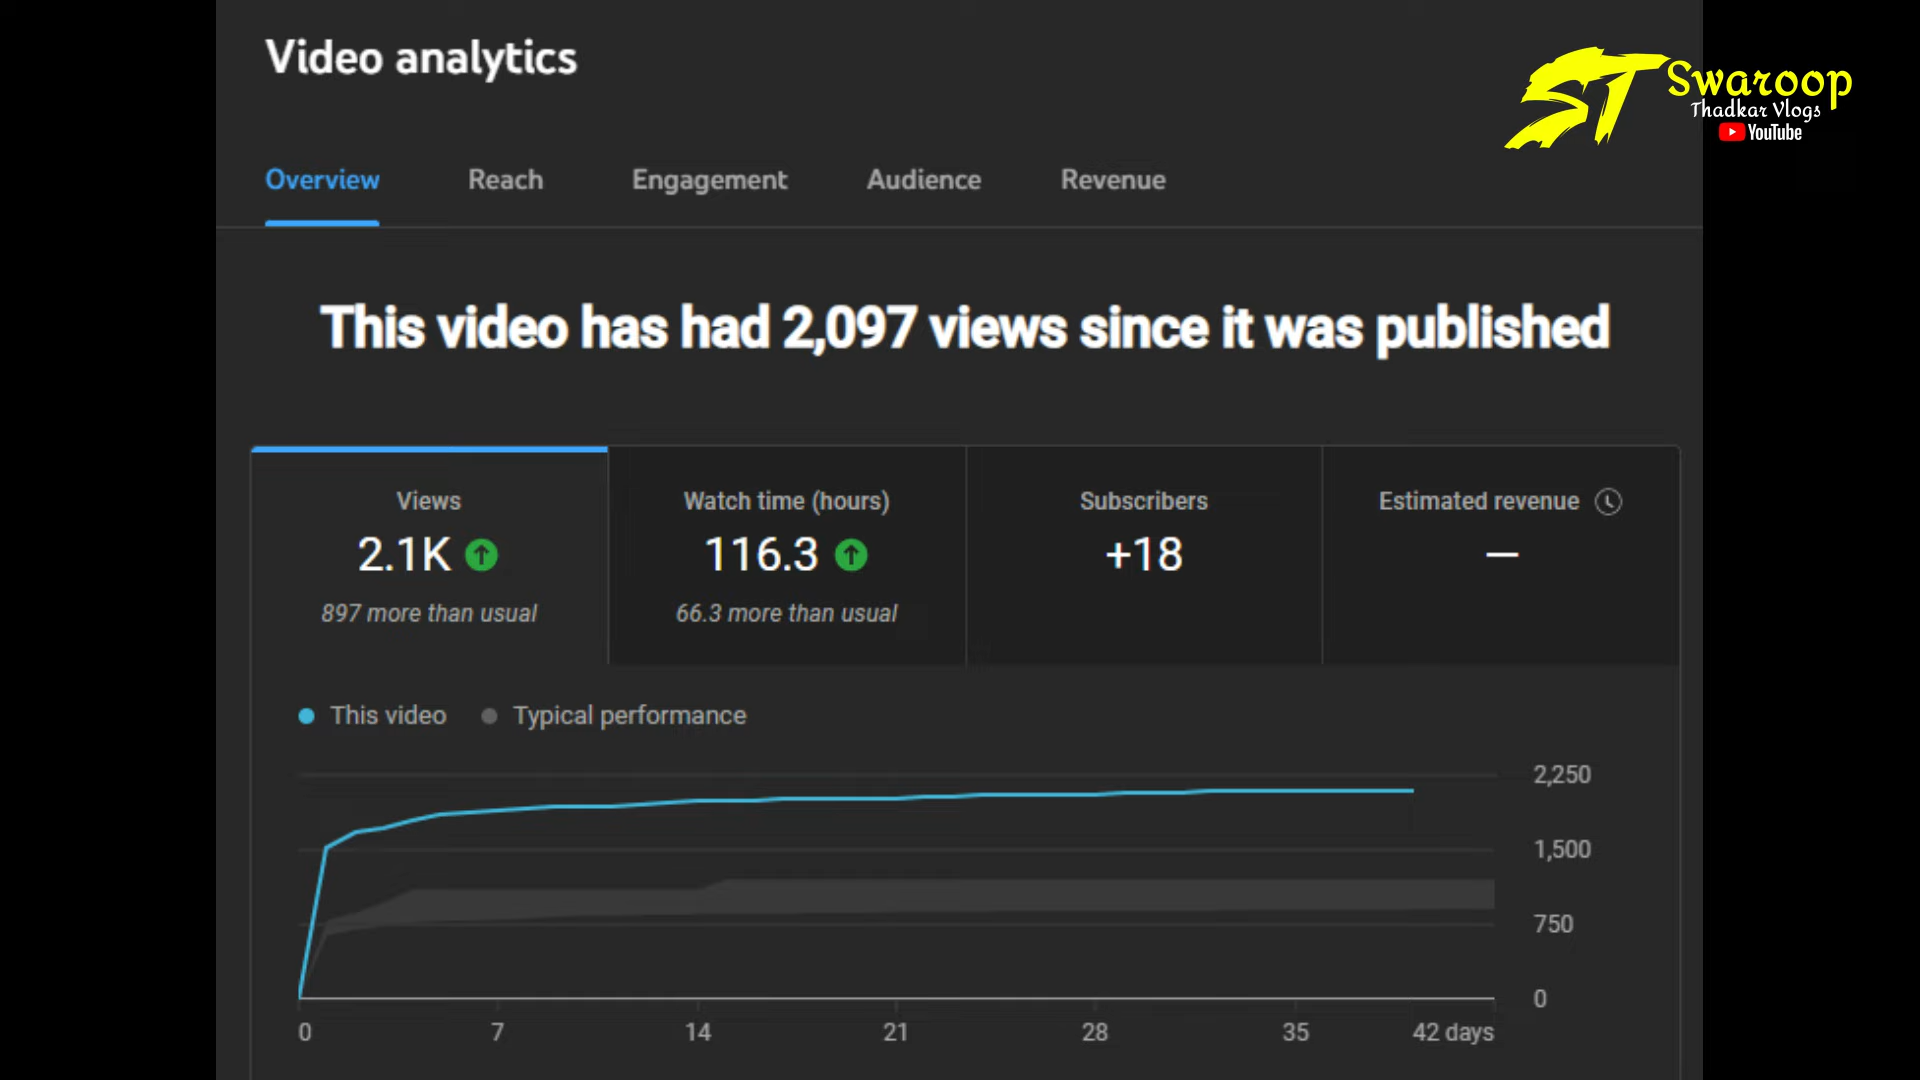 Video analytics
ST Swaroop
Thadkar Vlogs
YouTube
Overview Reach Engagement Audience Revenue
This video has had 2,097 views since it was published
Views Watch time (hours) Subscribers Estimated revenue
2.1K 116.3 +18 —
897 more than usual 66.3 more than usual
This video Typical performance
2,250
1,500
750
0
0 7 14 21 28 35 42 days